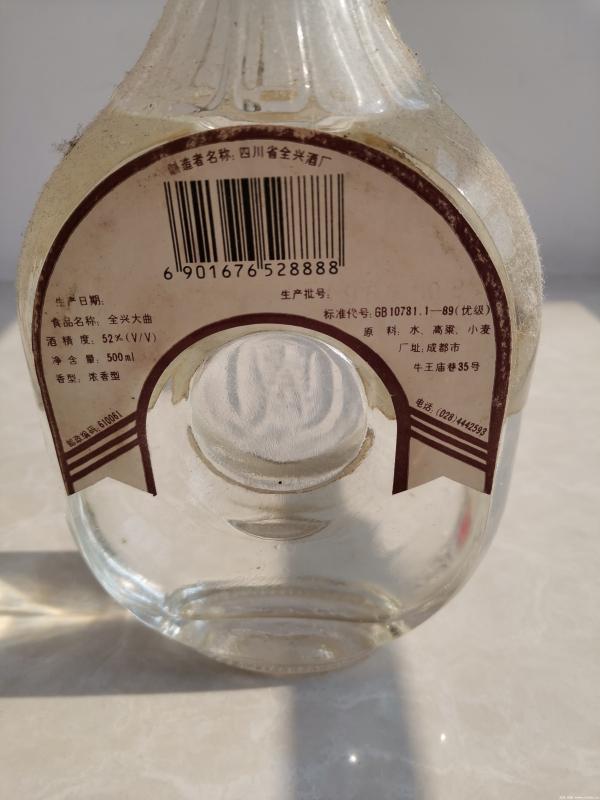 制造者名称: 四川省全兴酒厂
6 901676 528888
生产日期:
食品名称: 全兴大曲
酒精度: 52%(V/V)
净含量: 500ml
香型: 浓香型
邮政编码: 610061
生产批号:
标准代号: GB10781.1—89(优级)
原料: 水、高粱、小麦
厂址: 成都市
牛王庙巷35号
电话: (028)4442593